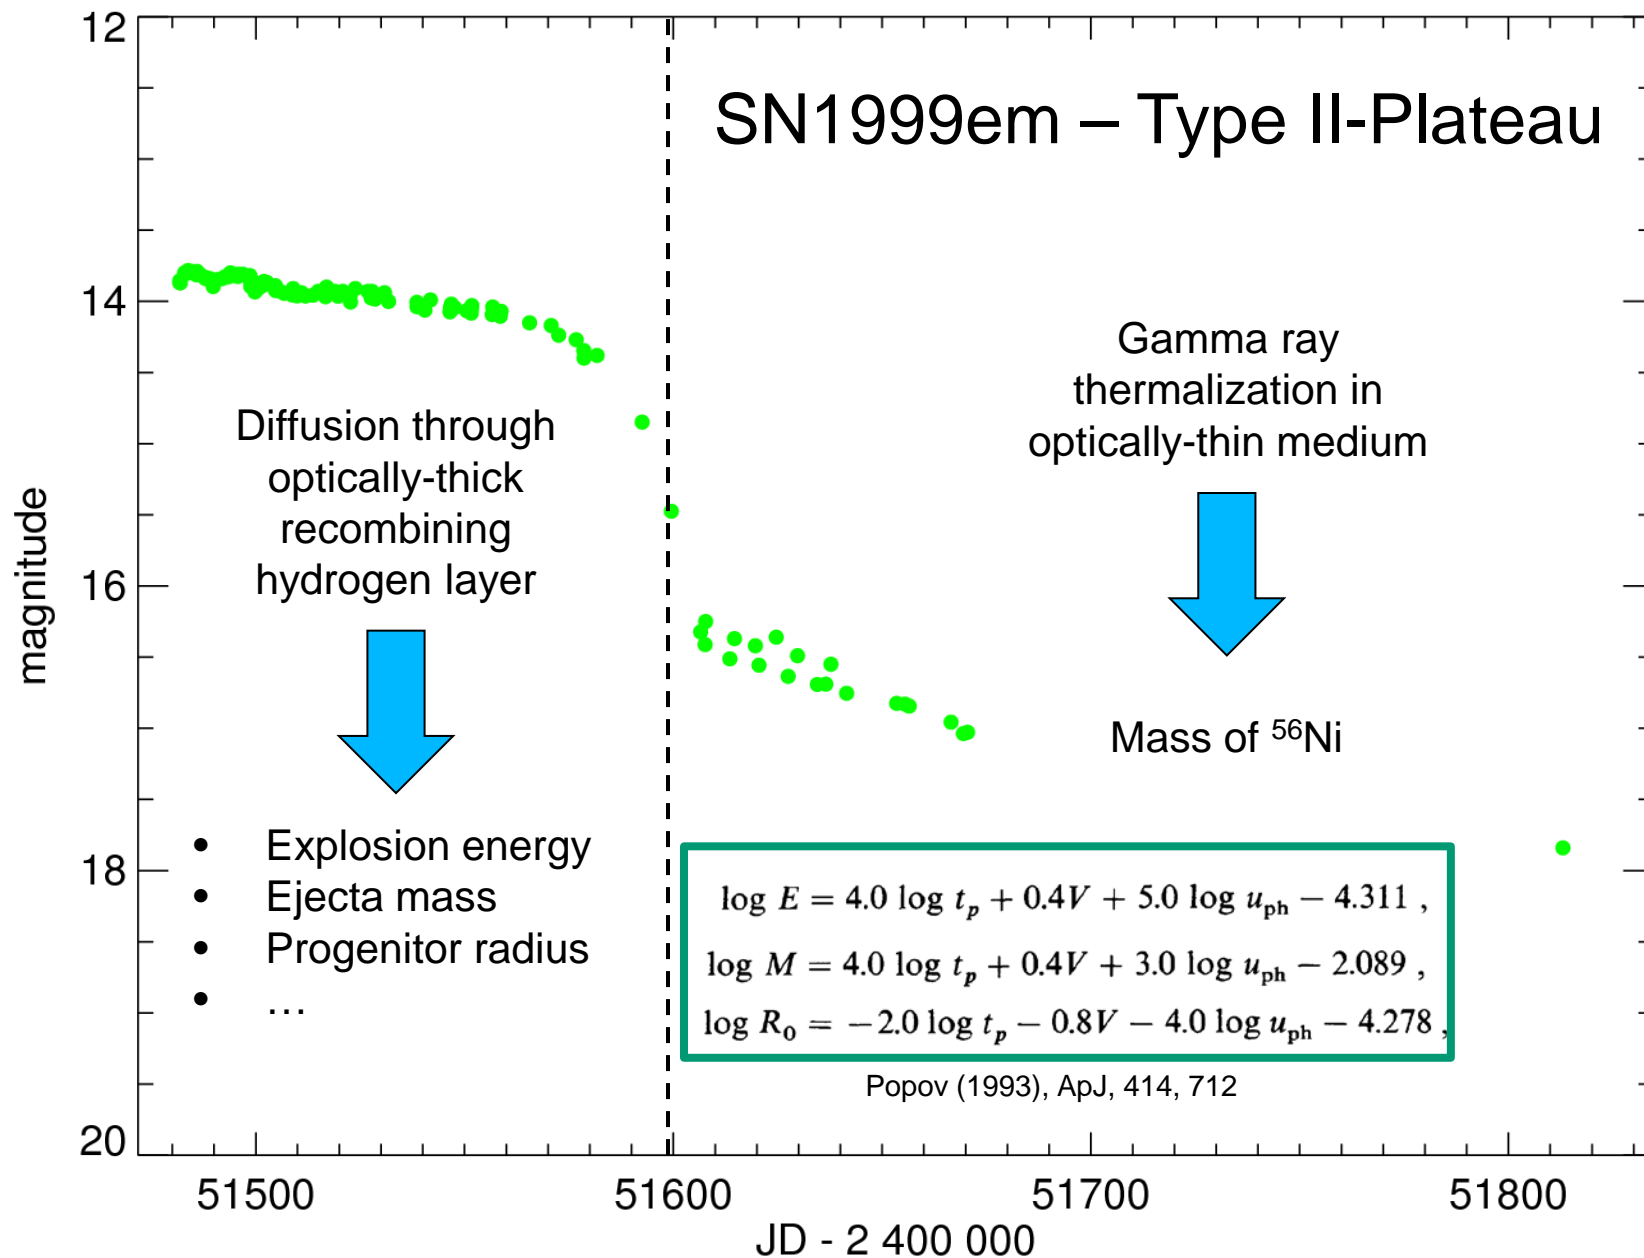 SN1999em – Type II-Plateau
12
14
16
18
20
magnitude
Diffusion through
optically-thick
recombining
hydrogen layer
• Explosion energy
• Ejecta mass
• Progenitor radius
• …
Gamma ray
thermalization in
optically-thin medium
Mass of ⁵⁶Ni
log E = 4.0 log tₚ + 0.4V + 5.0 log u_ph − 4.311 ,
log M = 4.0 log tₚ + 0.4V + 3.0 log u_ph − 2.089 ,
log R₀ = −2.0 log tₚ − 0.8V − 4.0 log u_ph − 4.278 ,
Popov (1993), ApJ, 414, 712
51500 51600 51700 51800
JD - 2 400 000